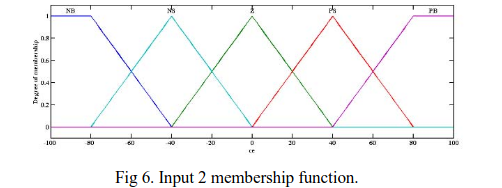 NB NS Z PS PB
1
0.8
0.6
0.4
0.2
0
Degree of membership
-100 -80 -60 -40 -20 0 20 40 60 80 100
ce
Fig 6. Input 2 membership function.